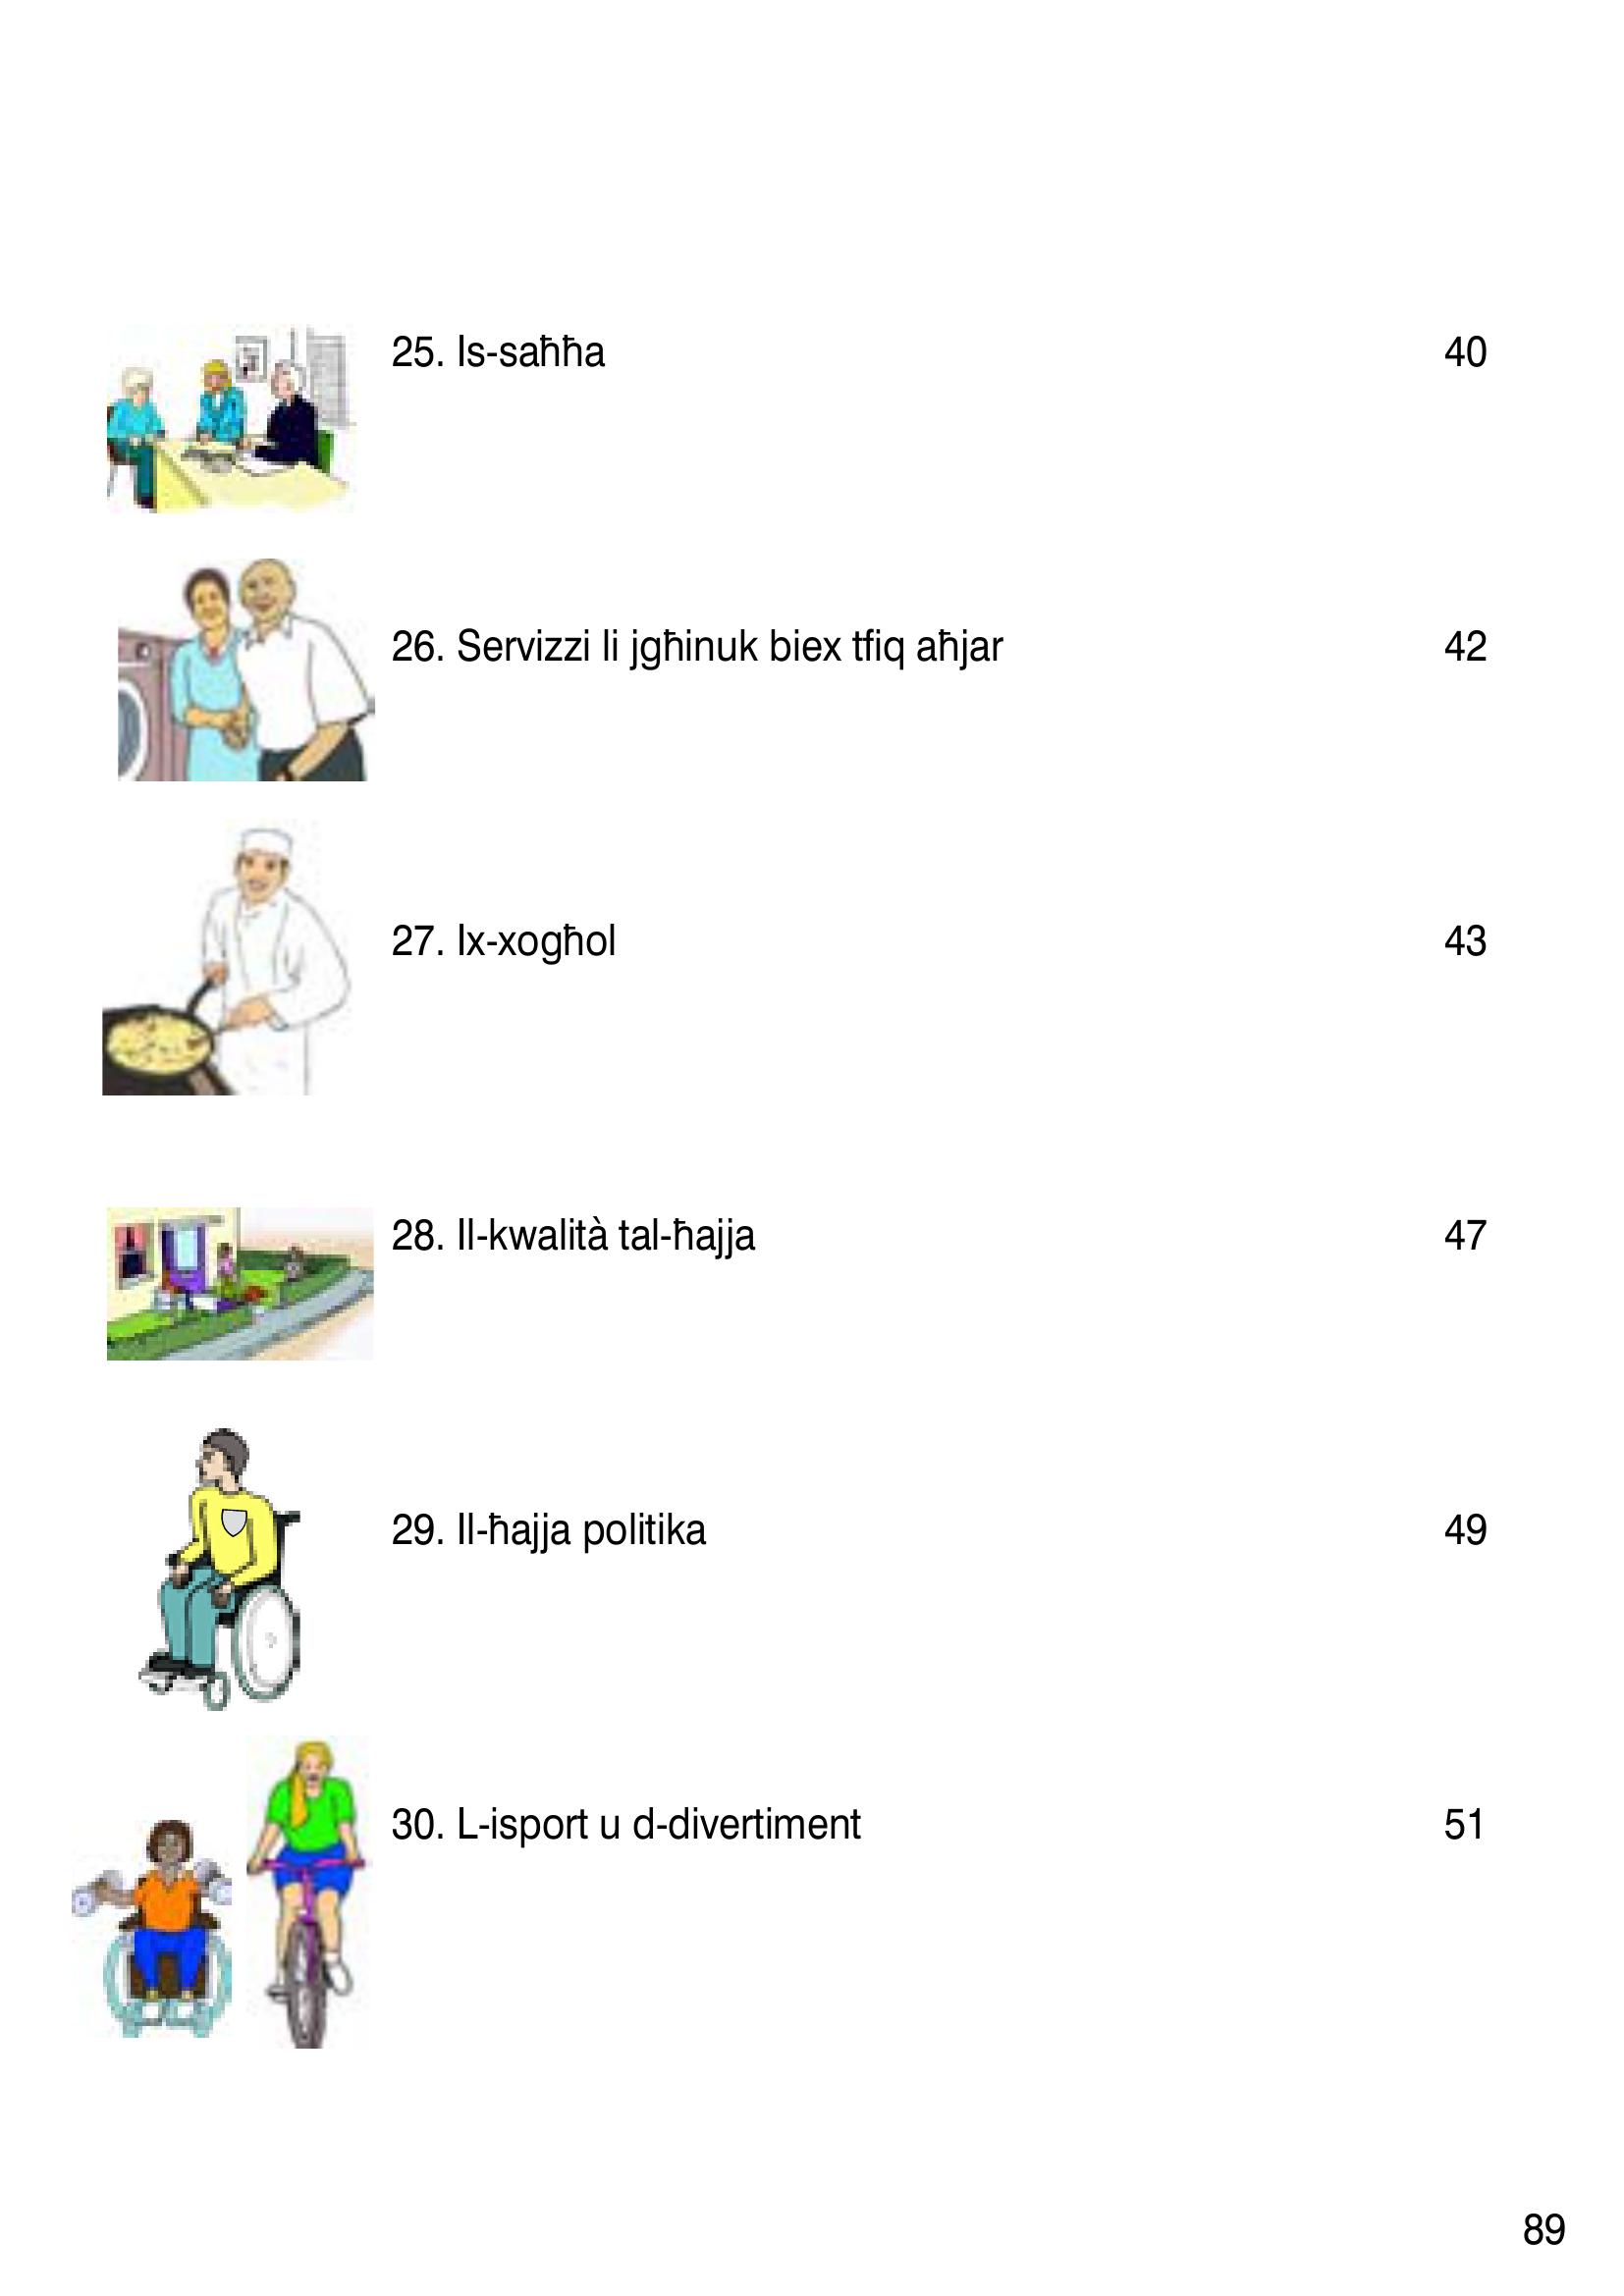 25. Is-saħħa 40
26. Servizzi li jgħinuk biex tfiq aħjar 42
27. Ix-xogħol 43
28. Il-kwalità tal-ħajja 47
29. Il-ħajja politika 49
30. L-isport u d-divertiment 51
89